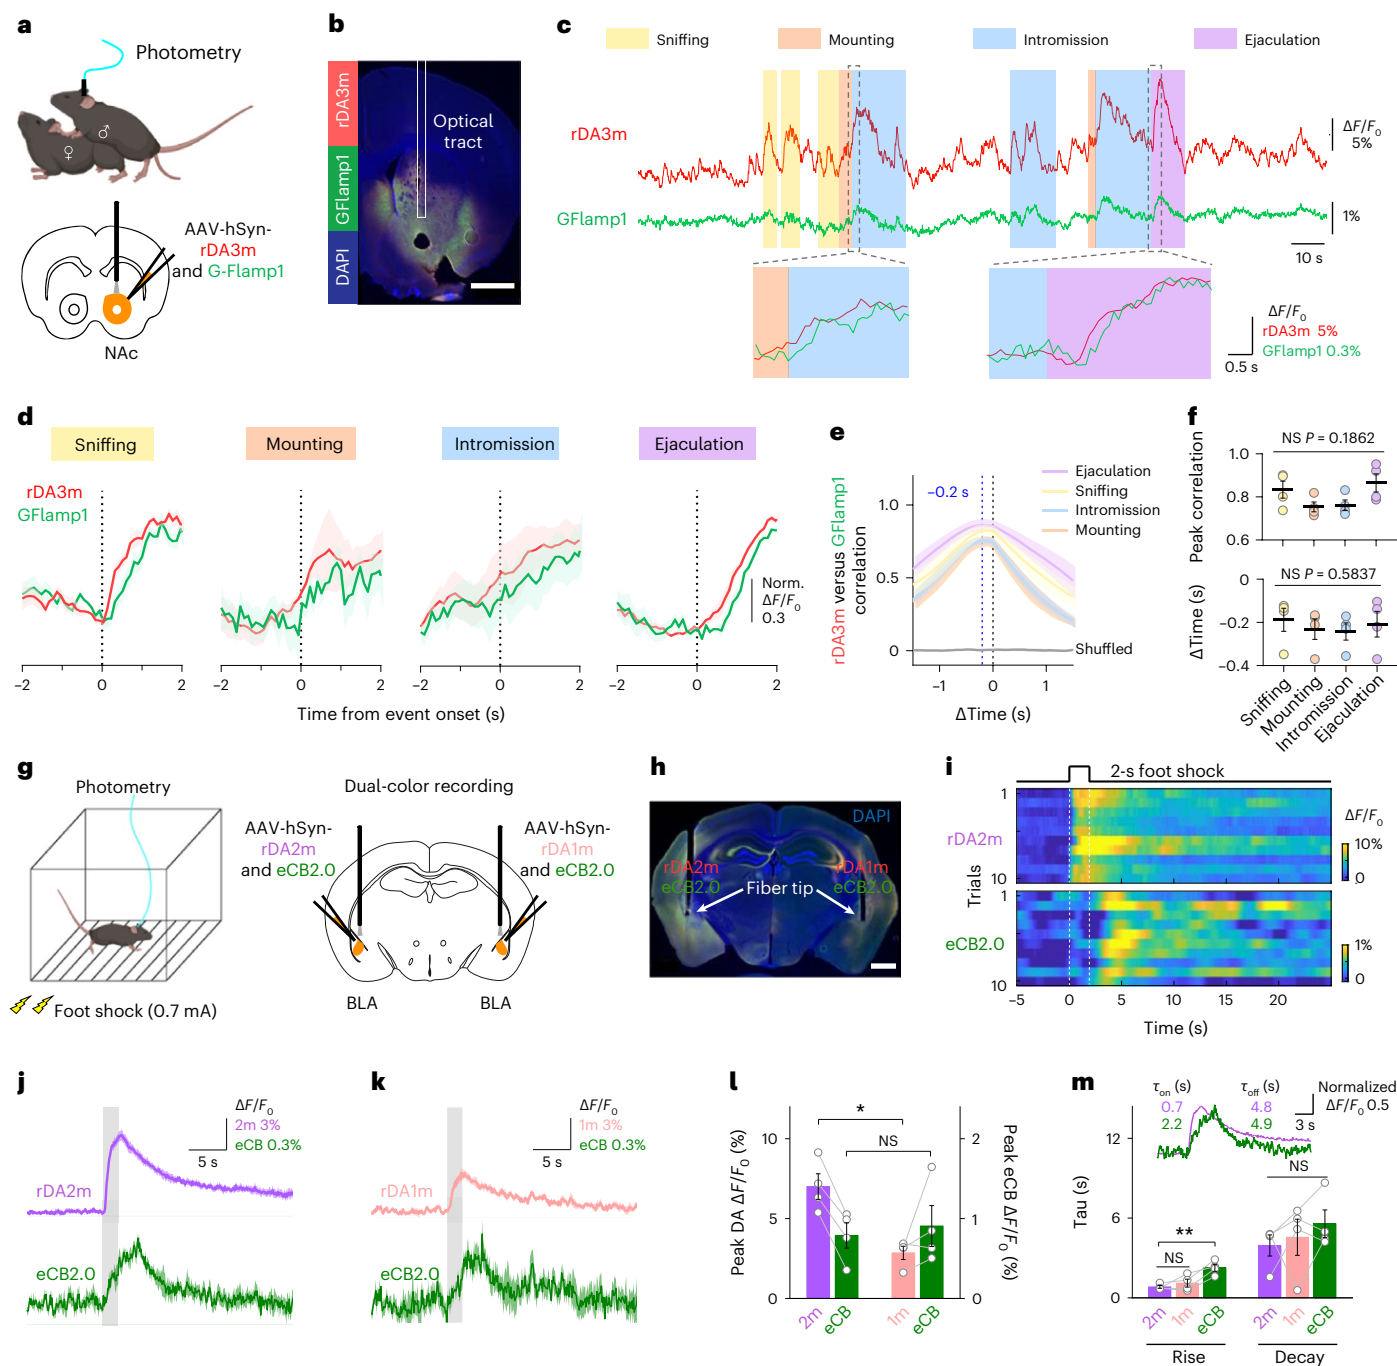 a
Photometry
♂
♀
AAV-hSyn-
rDA3m
and G-Flamp1
NAc
b
rDA3m
GFlamp1
DAPI
Optical
tract
c
Sniffing
Mounting
Intromission
Ejaculation
rDA3m
ΔF/F0
5%
GFlamp1
1%
10 s
ΔF/F0
rDA3m 5%
GFlamp1 0.3%
0.5 s
d
Sniffing
Mounting
Intromission
Ejaculation
rDA3m
GFlamp1
Norm.
ΔF/F0
0.3
−2 0 2
−2 0 2
−2 0 2
−2 0 2
Time from event onset (s)
e
rDA3m versus GFlamp1
correlation
−0.2 s
Ejaculation
Sniffing
Intromission
Mounting
1.0
0.5
0
Shuffled
−1 0 1
ΔTime (s)
f
Peak correlation
NS P = 0.1862
1.0
0.8
0.6
ΔTime (s)
NS P = 0.5837
0
−0.2
−0.4
Sniffing
Mounting
Intromission
Ejaculation
g
Photometry
Foot shock (0.7 mA)
Dual-color recording
AAV-hSyn-
rDA2m
and eCB2.0
AAV-hSyn-
rDA1m
and eCB2.0
BLA
BLA
h
DAPI
rDA2m
eCB2.0
rDA1m
eCB2.0
Fiber tip
i
2-s foot shock
rDA2m
eCB2.0
Trials
1
10
1
10
ΔF/F0
10%
0
1%
0
−5 0 5 10 15 20
Time (s)
j
ΔF/F0
2m 3%
eCB 0.3%
5 s
rDA2m
eCB2.0
k
ΔF/F0
1m 3%
eCB 0.3%
5 s
rDA1m
eCB2.0
l
Peak DA ΔF/F0 (%)
10
5
0
*
NS
2
1
0
Peak eCB ΔF/F0 (%)
2m
eCB
1m
eCB
m
τon (s)
0.7
2.2
τoff (s)
4.8
4.9
Normalized
ΔF/F0 0.5
3 s
Tau (s)
12
6
0
NS
**
NS
2m
1m
eCB
2m
1m
eCB
Rise
Decay